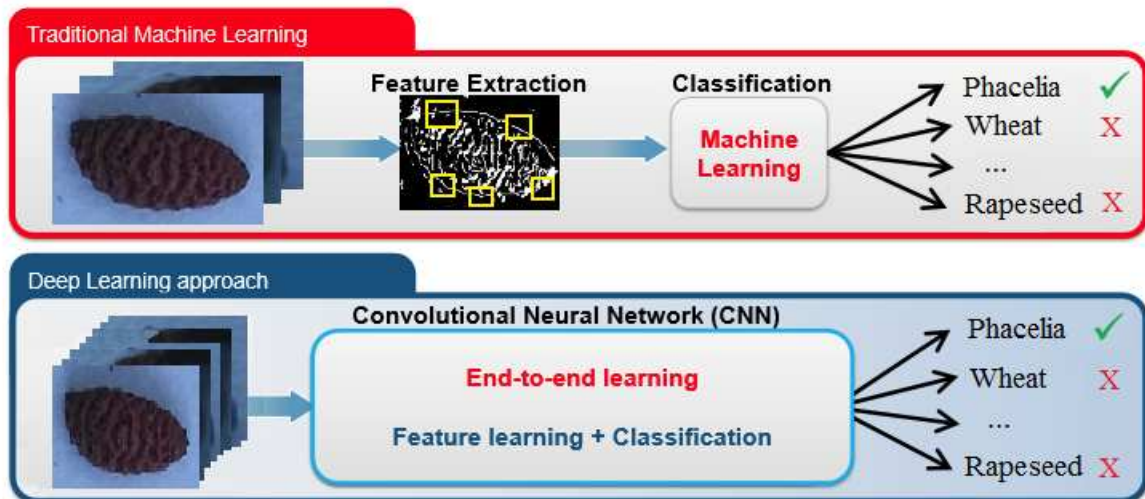 Traditional Machine Learning
Feature Extraction
Classification
Machine
Learning
Phacelia ✓
Wheat X
...
Rapeseed X
Deep Learning approach
Convolutional Neural Network (CNN)
End-to-end learning
Feature learning + Classification
Phacelia ✓
Wheat X
...
Rapeseed X